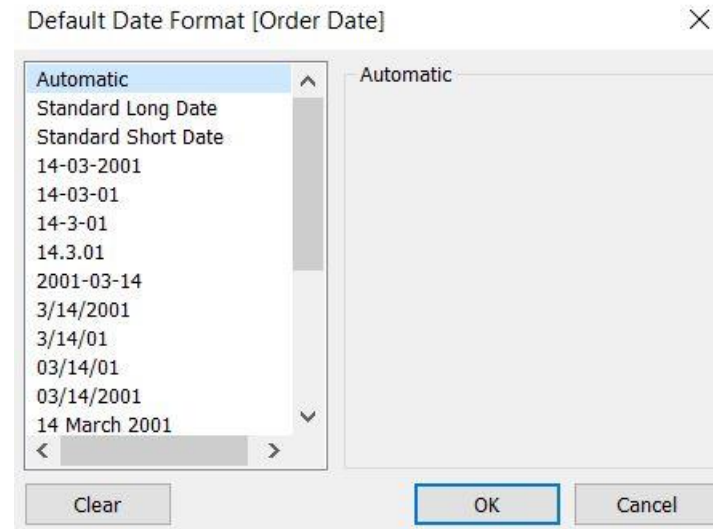 Default Date Format [Order Date]
Automatic
Standard Long Date
Standard Short Date
14-03-2001
14-03-01
14-3-01
14.3.01
2001-03-14
3/14/2001
3/14/01
03/14/01
03/14/2001
14 March 2001
Automatic
Clear
OK
Cancel